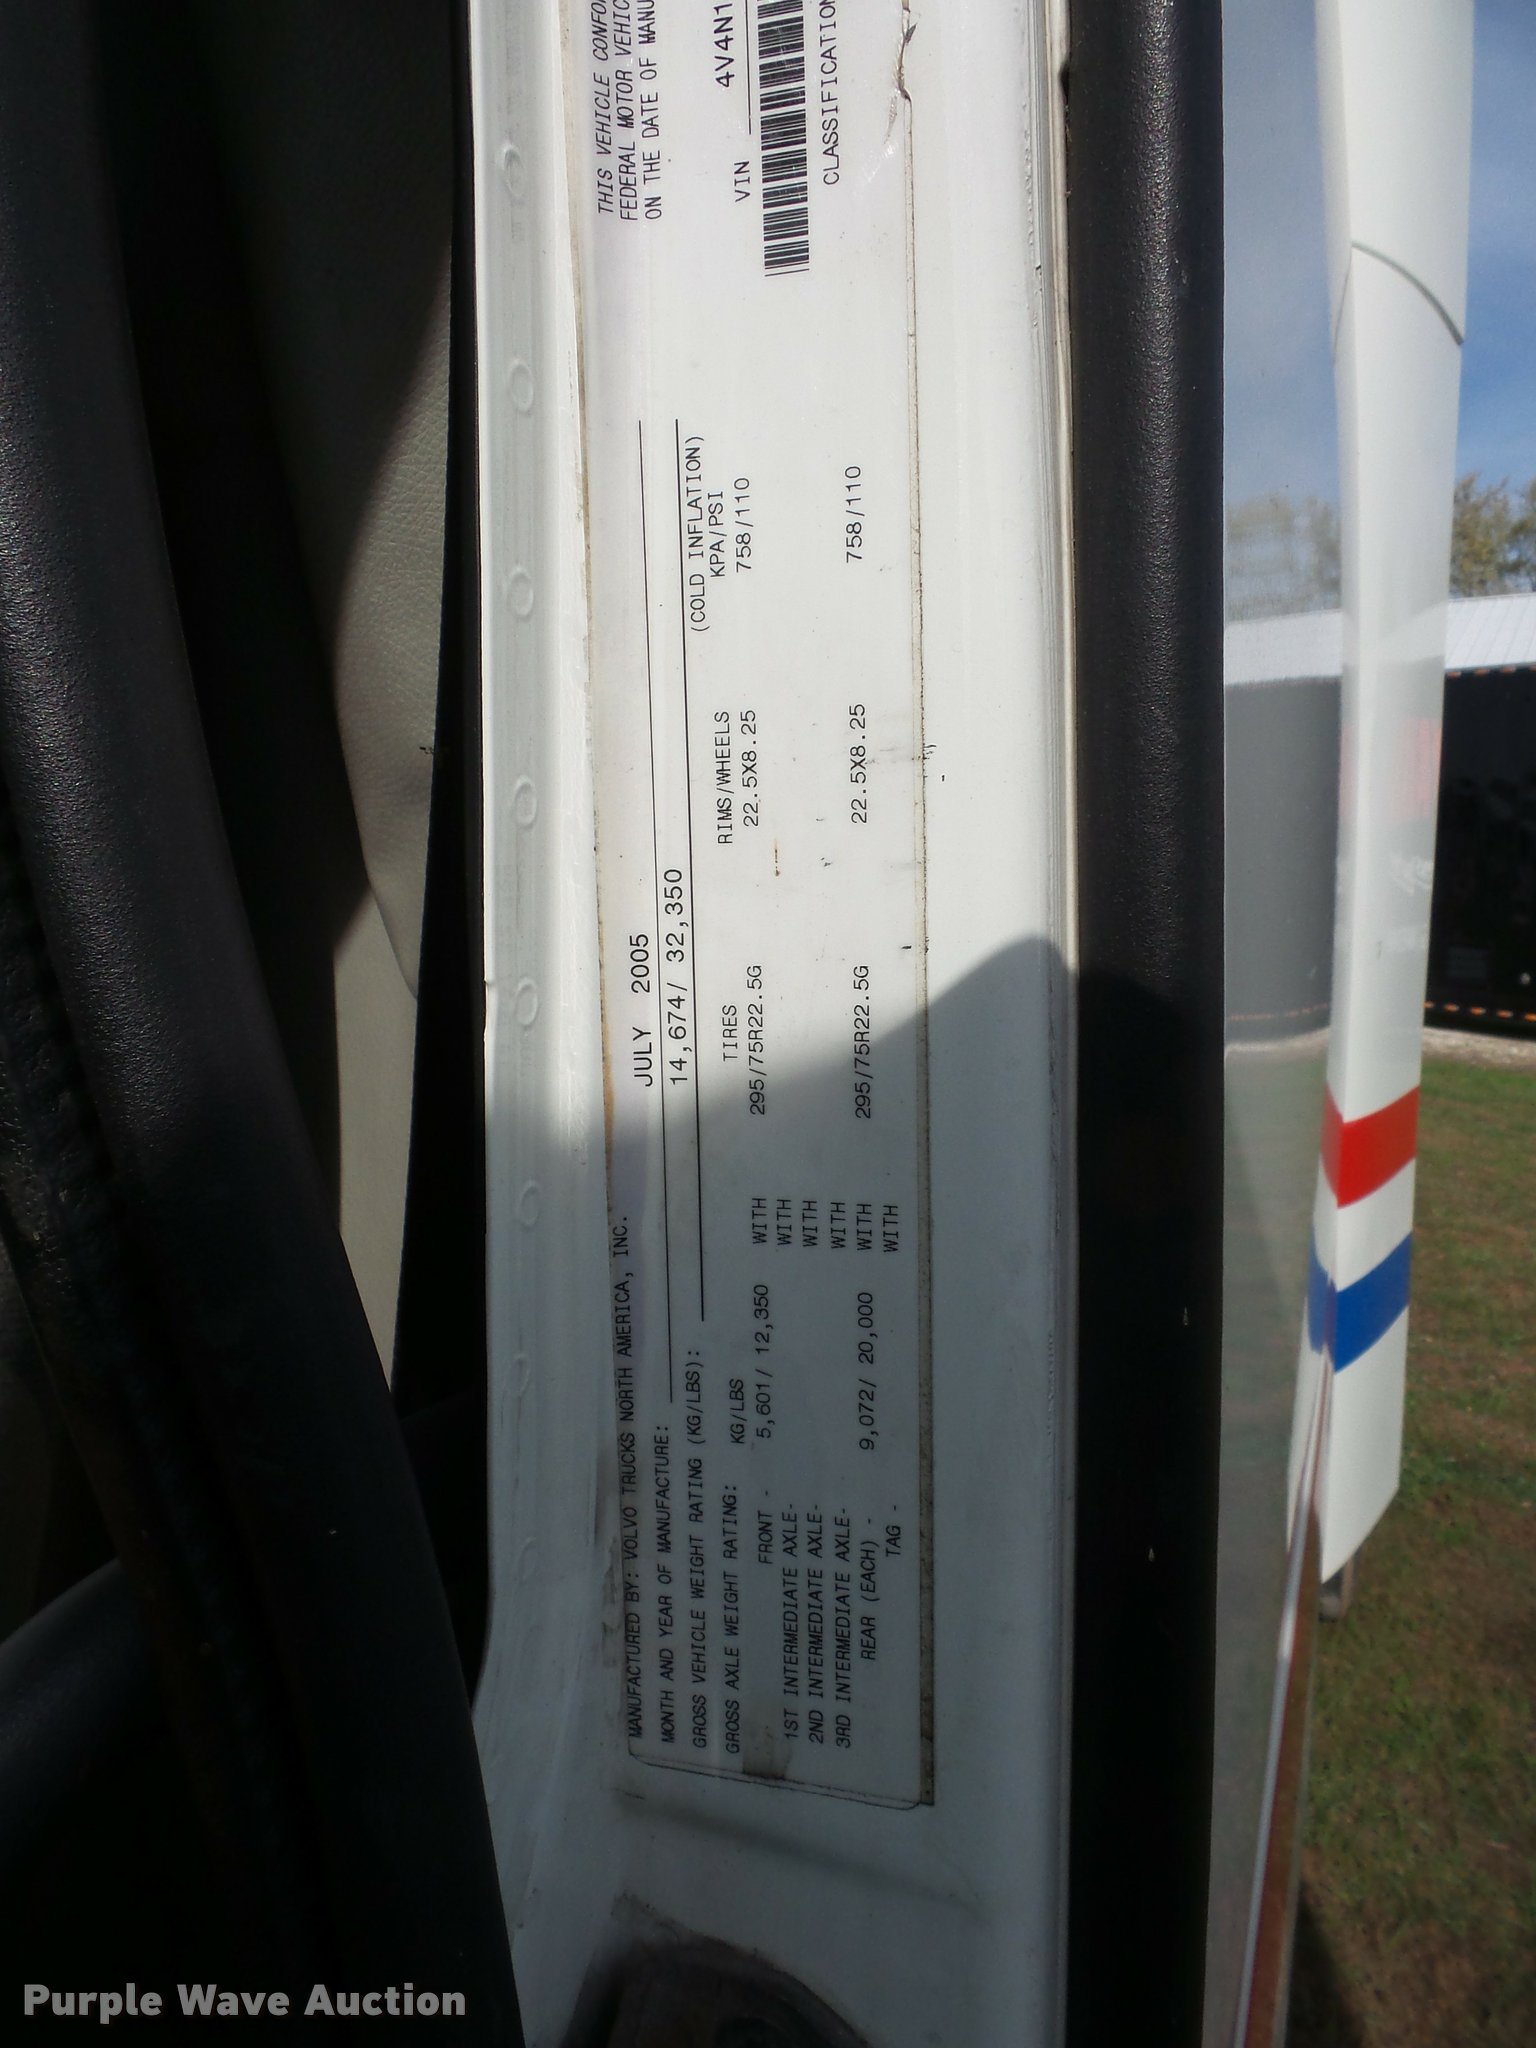 MANUFACTURED BY: VOLVO TRUCKS NORTH AMERICA, INC.
MONTH AND YEAR OF MANUFACTURE: JULY 2005
GROSS VEHICLE WEIGHT RATING (KG/LBS): 14,674/ 32,350
(COLD INFLATION)
GROSS AXLE WEIGHT RATING: KG/LBS TIRES RIMS/WHEELS KPA/PSI
FRONT - 5,601/ 12,350 WITH 295/75R22.5G 22.5X8.25 758/110
1ST INTERMEDIATE AXLE- WITH
2ND INTERMEDIATE AXLE- WITH
3RD INTERMEDIATE AXLE- WITH
REAR (EACH) - 9,072/ 20,000 WITH 295/75R22.5G 22.5X8.25 758/110
TAG - WITH
THIS VEHICLE
FEDERAL MOTOR
ON THE DATE OF
VIN 4V4N1
CLASSIFICATION
Purple Wave Auction